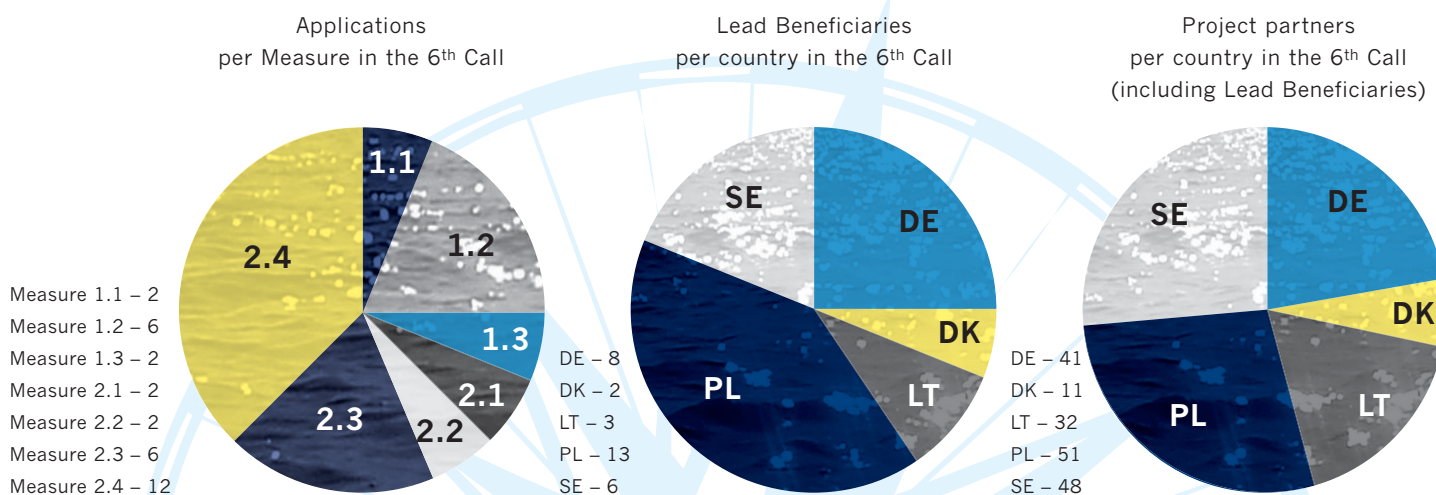 Applications
per Measure in the 6th Call
1.1
1.2
2.4
1.3
2.1
2.2
2.3
Measure 1.1 – 2
Measure 1.2 – 6
Measure 1.3 – 2
Measure 2.1 – 2
Measure 2.2 – 2
Measure 2.3 – 6
Measure 2.4 – 12
Lead Beneficiaries
per country in the 6th Call
SE
DE
DK
PL
LT
DE – 8
DK – 2
LT – 3
PL – 13
SE – 6
Project partners
per country in the 6th Call
(including Lead Beneficiaries)
SE
DE
DK
PL
LT
DE – 41
DK – 11
LT – 32
PL – 51
SE – 48